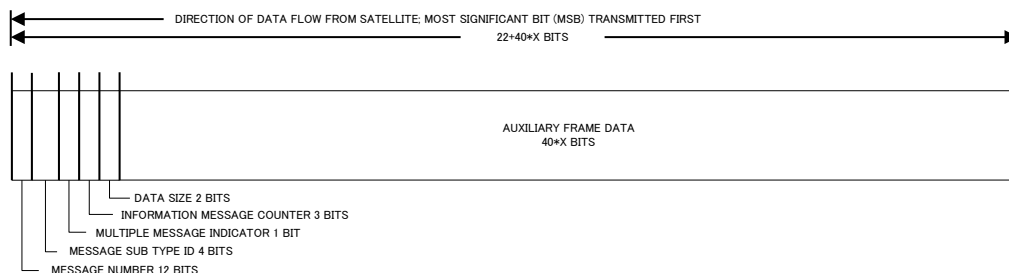 DIRECTION OF DATA FLOW FROM SATELLITE; MOST SIGNIFICANT BIT (MSB) TRANSMITTED FIRST
22+40*X BITS
AUXILIARY FRAME DATA
40*X BITS
DATA SIZE 2 BITS
INFORMATION MESSAGE COUNTER 3 BITS
MULTIPLE MESSAGE INDICATOR 1 BIT
MESSAGE SUB TYPE ID 4 BITS
MESSAGE NUMBER 12 BITS